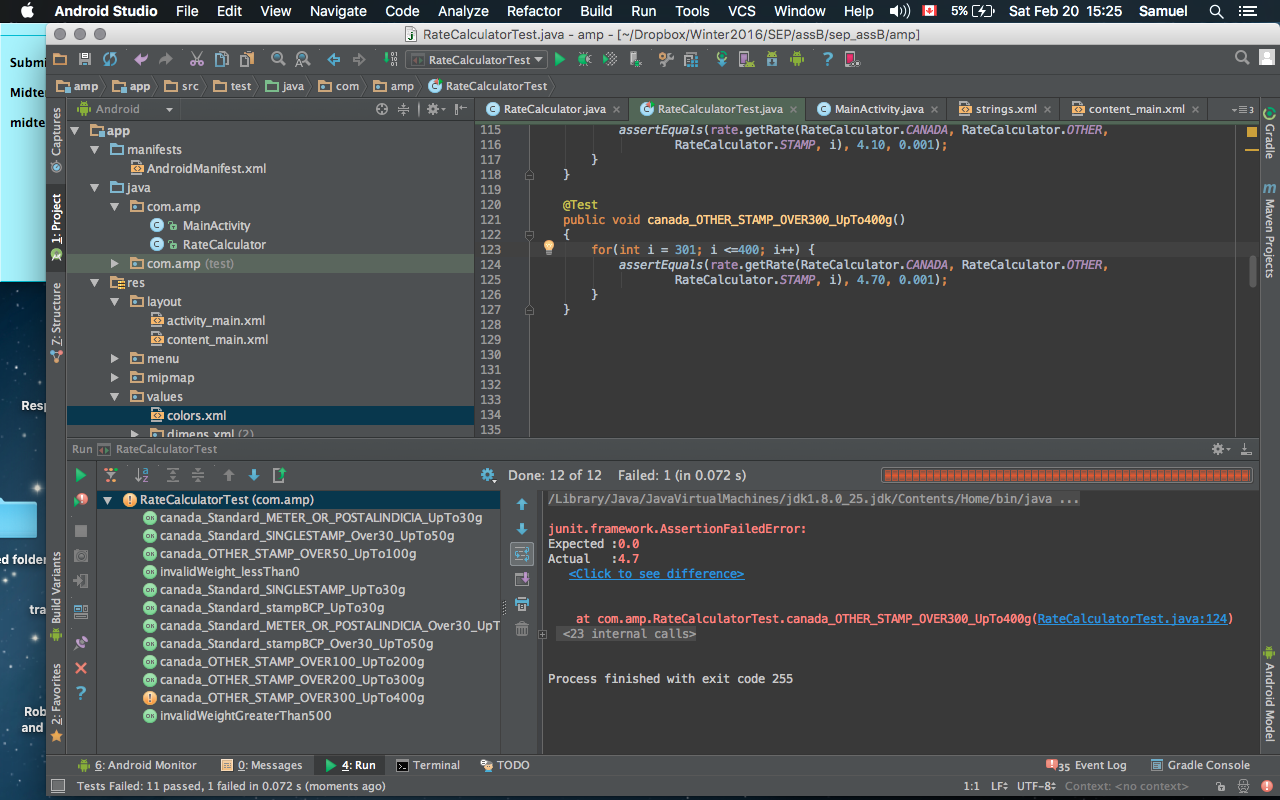 Android Studio File Edit View Navigate Code Analyze Refactor Build Run Tools VCS Window Help 5% Sat Feb 20 15:25 Samuel
RateCalculatorTest.java - amp - [~/Dropbox/Winter2016/SEP/assB/sep_assB/amp]
Submi
Midte
midte
Resp
ed folder
tra
Rob
and
RateCalculatorTest
amp app src test java com amp RateCalculatorTest
Android
RateCalculator.java RateCalculatorTest.java MainActivity.java strings.xml content_main.xml
Captures
1: Project
Z: Structure
Build Variants
2: Favorites
app
manifests
AndroidManifest.xml
java
com.amp
MainActivity
RateCalculator
com.amp (test)
res
layout
activity_main.xml
content_main.xml
menu
mipmap
values
colors.xml
dimens.xml (2)
115 assertEquals(rate.getRate(RateCalculator.CANADA, RateCalculator.OTHER,
116 RateCalculator.STAMP, i), 4.10, 0.001);
117 }
118 }
119
120 @Test
121 public void canada_OTHER_STAMP_OVER300_UpTo400g()
122 {
123 for(int i = 301; i <=400; i++) {
124 assertEquals(rate.getRate(RateCalculator.CANADA, RateCalculator.OTHER,
125 RateCalculator.STAMP, i), 4.70, 0.001);
126 }
127 }
128
129
130
131
132
133
134
135
Gradle
m Maven Projects
Android Model
Run RateCalculatorTest
Done: 12 of 12 Failed: 1 (in 0.072 s)
RateCalculatorTest (com.amp)
OK canada_Standard_METER_OR_POSTALINDICIA_UpTo30g
OK canada_Standard_SINGLESTAMP_Over30_UpTo50g
OK canada_OTHER_STAMP_OVER50_UpTo100g
OK invalidWeight_lessThan0
OK canada_Standard_SINGLESTAMP_UpTo30g
OK canada_Standard_stampBCP_UpTo30g
OK canada_Standard_METER_OR_POSTALINDICIA_Over30_UpT
OK canada_Standard_stampBCP_Over30_UpTo50g
OK canada_OTHER_STAMP_OVER100_UpTo200g
OK canada_OTHER_STAMP_OVER200_UpTo300g
canada_OTHER_STAMP_OVER300_UpTo400g
OK invalidWeightGreaterThan500
/Library/Java/JavaVirtualMachines/jdk1.8.0_25.jdk/Contents/Home/bin/java ...
junit.framework.AssertionFailedError:
Expected :0.0
Actual :4.7
<Click to see difference>
at com.amp.RateCalculatorTest.canada_OTHER_STAMP_OVER300_UpTo400g(RateCalculatorTest.java:124)
<23 internal calls>
Process finished with exit code 255
6: Android Monitor 0: Messages 4: Run Terminal TODO 35 Event Log Gradle Console
Tests Failed: 11 passed, 1 failed in 0.072 s (moments ago) 1:1 LF UTF-8 Context: <no context>